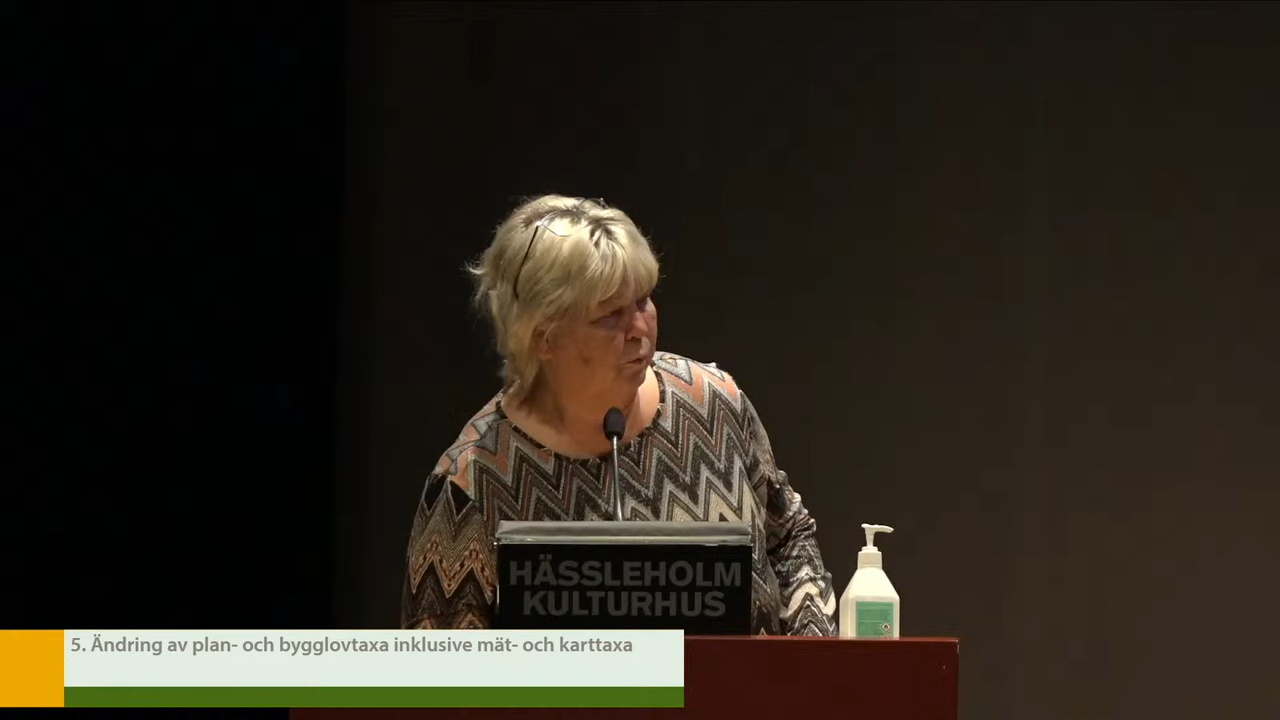 HÄSSLEHOLM
KULTURHUS
5. Ändring av plan- och bygglovtaxa inklusive mät- och karttaxa